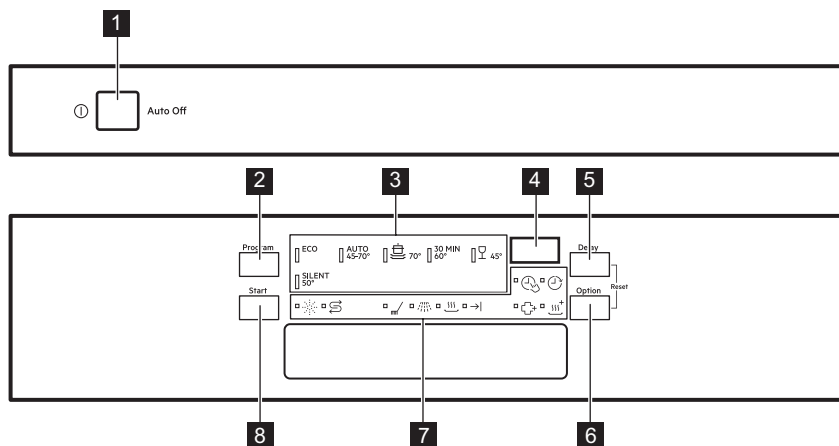 1
Auto Off
2
3
4
5
Program
ECO
AUTO
45-70°
70°
30 MIN
60°
45°
Delay
SILENT
50°
Start
Option
Reset
8
7
6